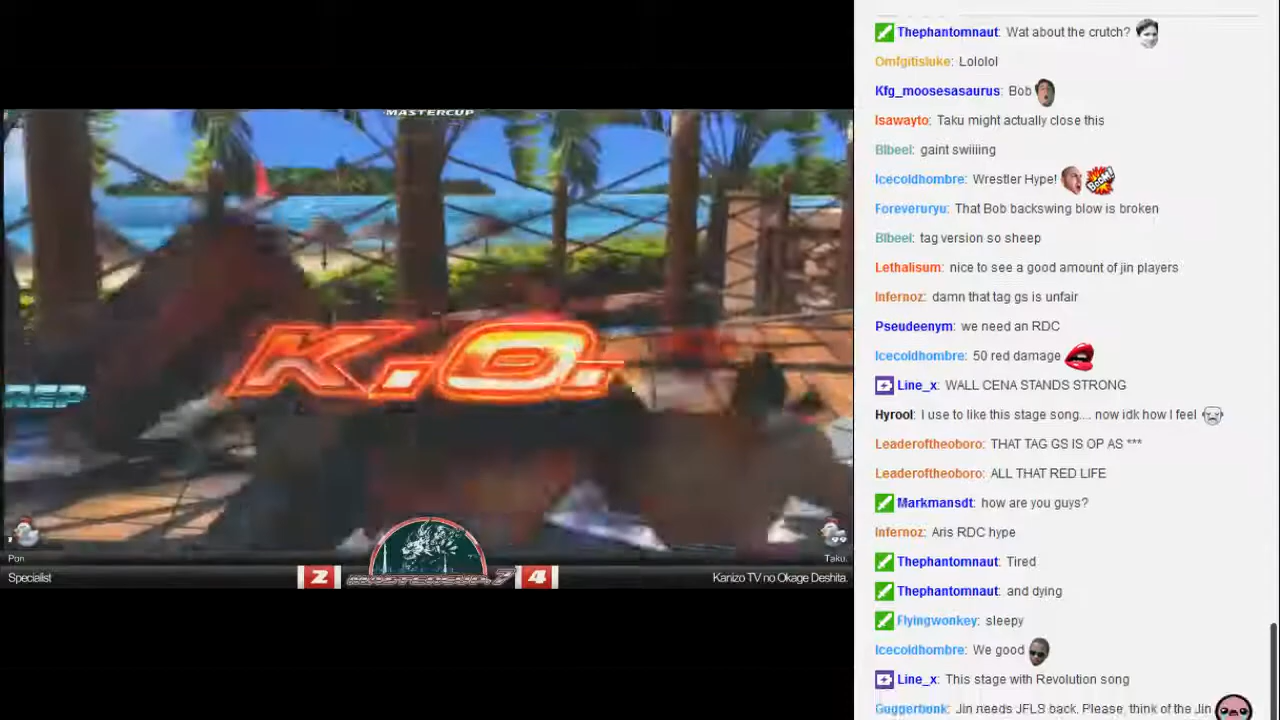 MASTERCUP
K.O.
REP
99
Pon
Taku.
Specialist
2
4
Kanizo TV no Okage Deshita.
Thephantomnaut: Wat about the crutch?
Omfgitisluke: Lololol
Kfg_moosesasaurus: Bob
Isawayto: Taku might actually close this
Blbeel: gaint swiiiing
Icecoldhombre: Wrestler Hype!
BOOM!
Foreveruryu: That Bob backswing blow is broken
Blbeel: tag version so sheep
Lethalisum: nice to see a good amount of jin players
Infernoz: damn that tag gs is unfair
Pseudeenym: we need an RDC
Icecoldhombre: 50 red damage
Line_x: WALL CENA STANDS STRONG
Hyrool: I use to like this stage song.... now idk how I feel
Leaderoftheoboro: THAT TAG GS IS OP AS ***
Leaderoftheoboro: ALL THAT RED LIFE
Markmansdt: how are you guys?
Infernoz: Aris RDC hype
Thephantomnaut: Tired
Thephantomnaut: and dying
Flyingwonkey: sleepy
Icecoldhombre: We good
Line_x: This stage with Revolution song
Jin needs JFLS back. Please, think of the Jin